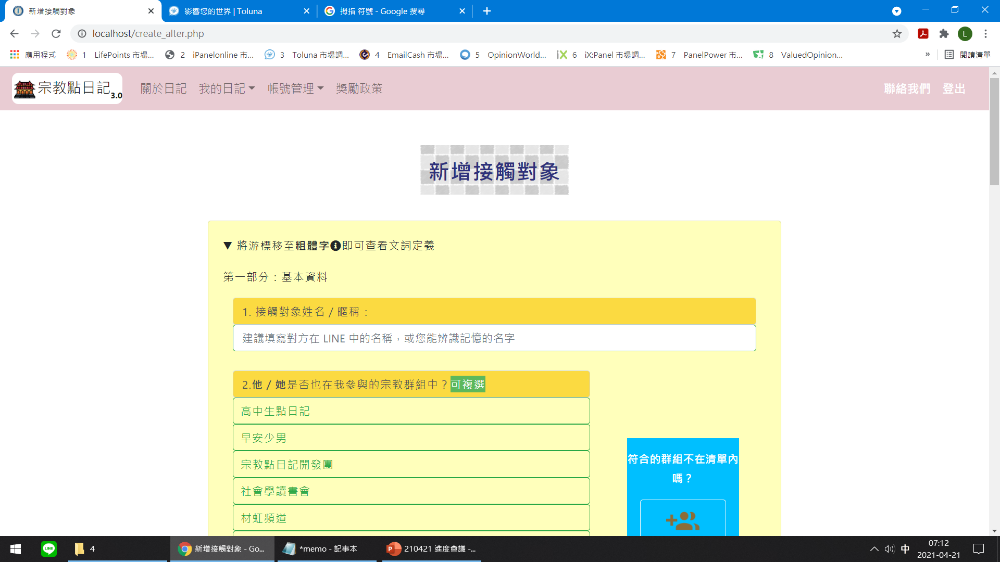 新增接觸對象
影響您的世界 | Toluna
拇指 符號 - Google 搜尋
localhost/create_alter.php
L
應用程式
1 LifePoints 市場...
2 iPanelonline 市...
3 Toluna 市場調...
4 EmailCash 市場...
5 OpinionWorld...
6 iX:Panel 市場調...
7 PanelPower 市...
8 ValuedOpinion...
»
閱讀清單
宗教點日記3.0
關於日記
我的日記
帳號管理
獎勵政策
聯絡我們
登出
新增接觸對象
▼ 將游標移至粗體字即可查看文詞定義
第一部分：基本資料
1. 接觸對象姓名 / 暱稱：
建議填寫對方在 LINE 中的名稱，或您能辨識記憶的名字
2.他 / 她是否也在我參與的宗教群組中？可複選
高中生點日記
早安少男
宗教點日記開發團
社會學讀書會
材虹頻道
符合的群組不在清單內
嗎？
LINE
4
新增接觸對象 - Go...
*memo - 記事本
210421 進度會議 -...
中
07:12
2021-04-21